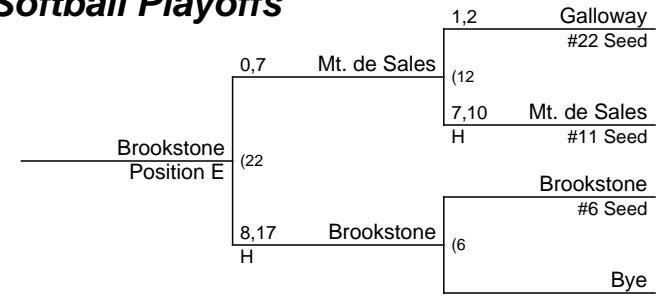 Softball Playoffs
1,2 Galloway
#22 Seed
0,7 Mt. de Sales
(12
7,10 Mt. de Sales
H #11 Seed
Brookstone
Position E
(22
Brookstone
#6 Seed
8,17 Brookstone
H
(6
Bye